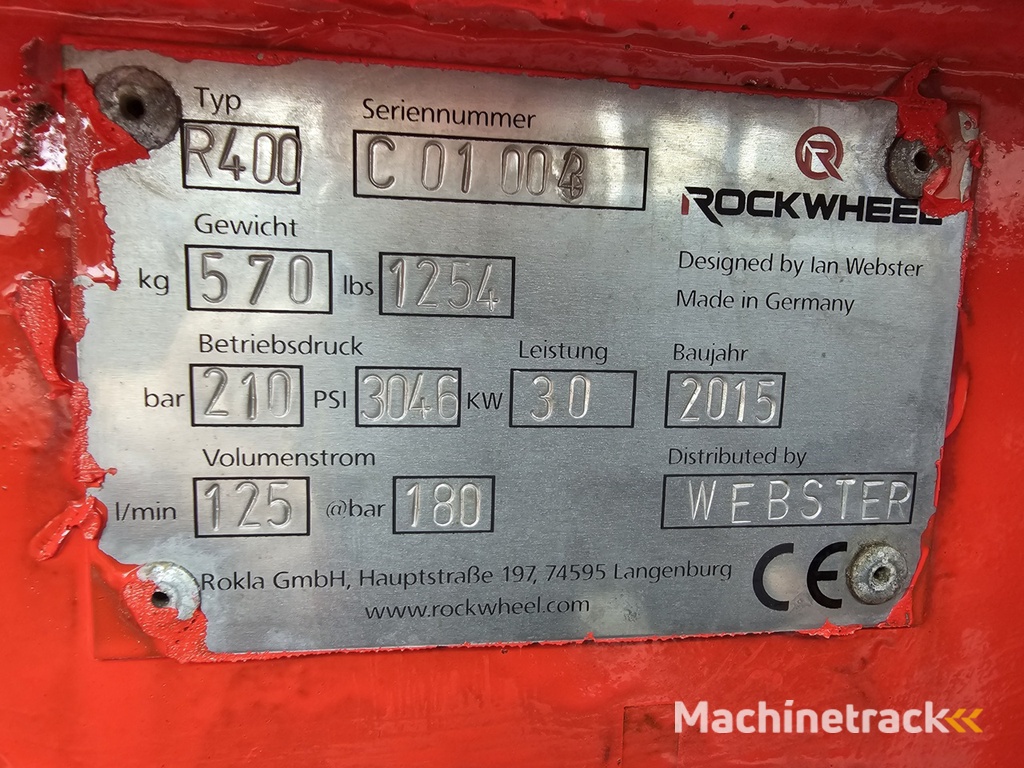 Typ
R400
Seriennummer
C 01 00
ROCKWHEEL
Gewicht
kg 570 lbs 1254
Designed by Ian Webster
Made in Germany
Betriebsdruck
bar 210 PSI 3046
Leistung
KW 30
Baujahr
2015
Volumenstrom
l/min 125 @bar 180
Distributed by
WEBSTER
Rokla GmbH, Hauptstraße 197, 74595 Langenburg
www.rockwheel.com
CE
Machinetrack